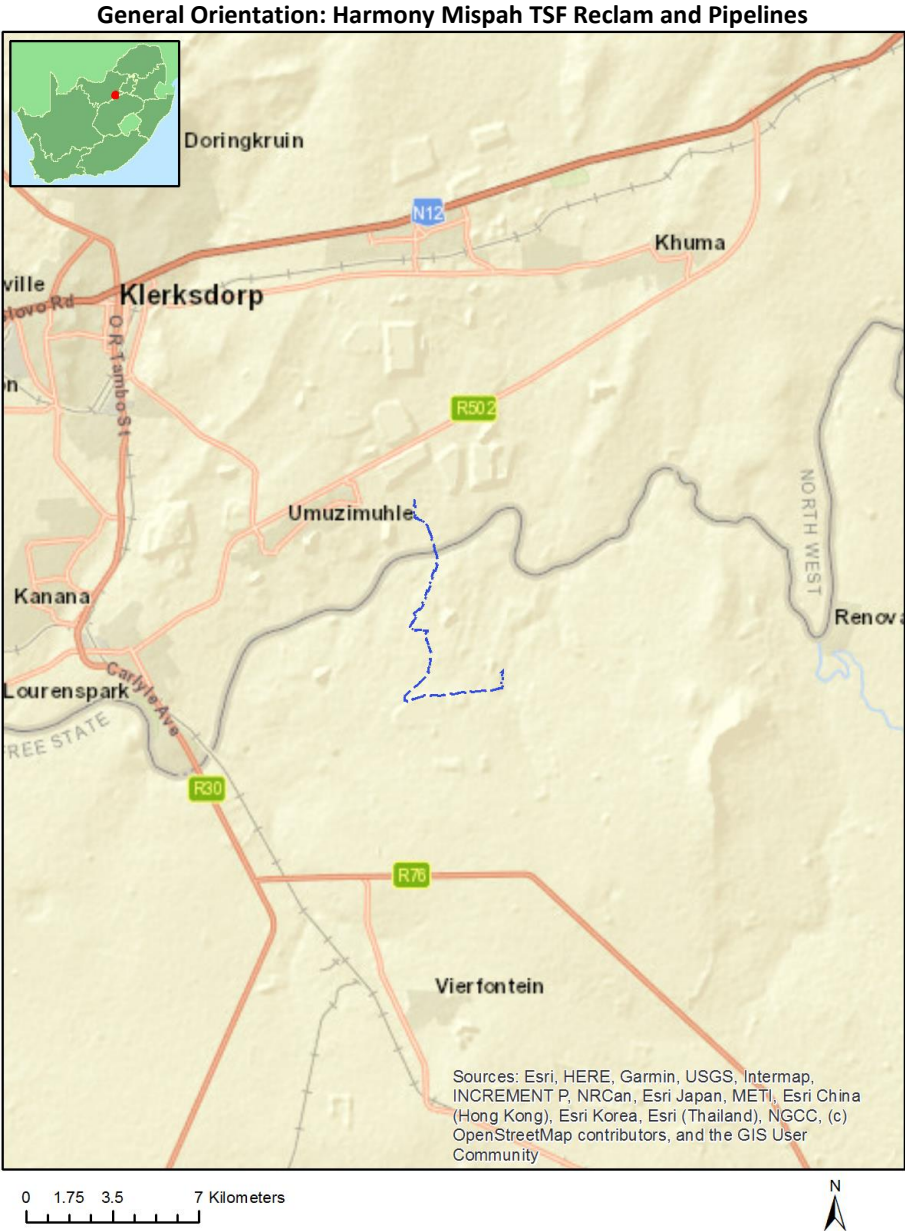 General Orientation: Harmony Mispah TSF Reclam and Pipelines
Doringkruin
N12
Khuma
ville
Klerksdorp
Slovo Rd
O R Tambo St
on
R502
NORTH WEST
Umuzimuhle
Kanana
Renova
Lourenspark
Carlyle Ave
FREE STATE
R30
R76
Vierfontein
Sources: Esri, HERE, Garmin, USGS, Intermap,
INCREMENT P, NRCan, Esri Japan, METI, Esri China
(Hong Kong), Esri Korea, Esri (Thailand), NGCC, (c)
OpenStreetMap contributors, and the GIS User
Community
0 1.75 3.5 7 Kilometers
N